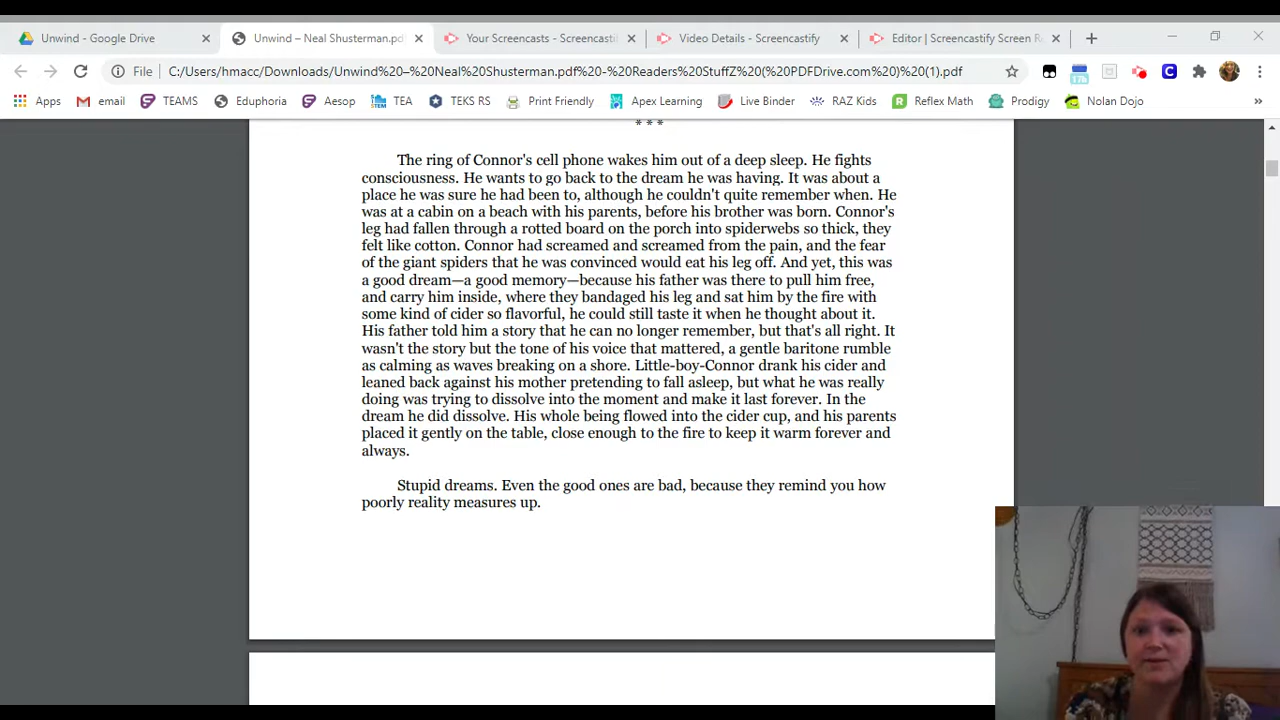 Unwind - Google Drive
Unwind – Neal Shusterman.pd
Your Screencasts - Screencasti
Video Details - Screencastify
Editor | Screencastify Screen Re
File
C:/Users/hmacc/Downloads/Unwind%20–%20Neal%20Shusterman.pdf%20-%20Readers%20StuffZ%20(%20PDFDrive.com%20)%20(1).pdf
17h
Apps
email
TEAMS
Eduphoria
Aesop
TEA
TEKS RS
Print Friendly
Apex Learning
Live Binder
RAZ Kids
Reflex Math
Prodigy
Nolan Dojo
* * *
The ring of Connor's cell phone wakes him out of a deep sleep. He fights
consciousness. He wants to go back to the dream he was having. It was about a
place he was sure he had been to, although he couldn't quite remember when. He
was at a cabin on a beach with his parents, before his brother was born. Connor's
leg had fallen through a rotted board on the porch into spiderwebs so thick, they
felt like cotton. Connor had screamed and screamed from the pain, and the fear
of the giant spiders that he was convinced would eat his leg off. And yet, this was
a good dream—a good memory—because his father was there to pull him free,
and carry him inside, where they bandaged his leg and sat him by the fire with
some kind of cider so flavorful, he could still taste it when he thought about it.
His father told him a story that he can no longer remember, but that's all right. It
wasn't the story but the tone of his voice that mattered, a gentle baritone rumble
as calming as waves breaking on a shore. Little-boy-Connor drank his cider and
leaned back against his mother pretending to fall asleep, but what he was really
doing was trying to dissolve into the moment and make it last forever. In the
dream he did dissolve. His whole being flowed into the cider cup, and his parents
placed it gently on the table, close enough to the fire to keep it warm forever and
always.
Stupid dreams. Even the good ones are bad, because they remind you how
poorly reality measures up.